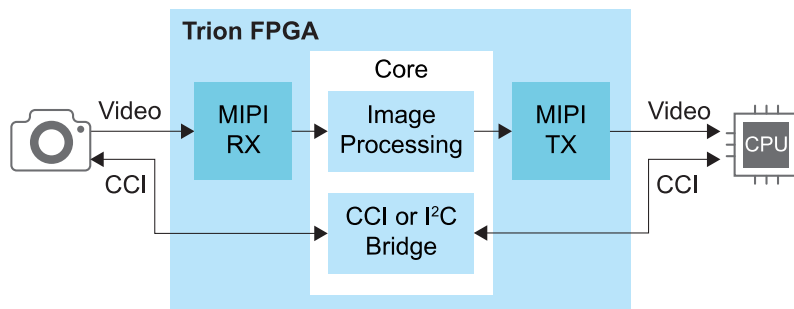 Trion FPGA
Core
Video
MIPI
RX
Image
Processing
MIPI
TX
Video
CPU
CCI
CCI or I²C
Bridge
CCI